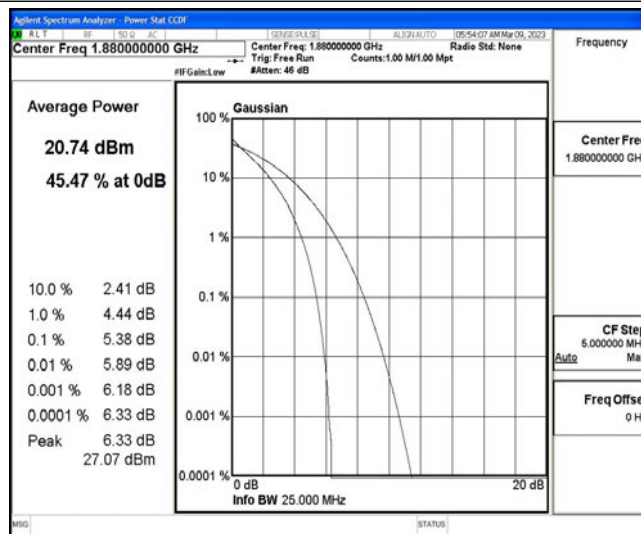 Agilent Spectrum Analyzer - Power Stat CCDF
RLT RF 50 Ω AC SENSE:PULSE ALIGN AUTO 05:54:07 AM Mar 09, 2023
Center Freq 1.880000000 GHz
Center Freq: 1.880000000 GHz Radio Std: None
Trig: Free Run Counts:1.00 M/1.00 Mpt
#IFGain:Low #Atten: 46 dB
Frequency
Average Power
20.74 dBm
45.47 % at 0dB
10.0 % 2.41 dB
1.0 % 4.44 dB
0.1 % 5.38 dB
0.01 % 5.89 dB
0.001 % 6.18 dB
0.0001 % 6.33 dB
Peak 6.33 dB
27.07 dBm
Gaussian
100 %
10 %
1 %
0.1 %
0.01 %
0.001 %
0.0001 %
0 dB 20 dB
Info BW 25.000 MHz
Center Fre
1.880000000 GH
CF Ste
5.000000 MH
Auto Ma
Freq Offse
0 H
MSG STATUS